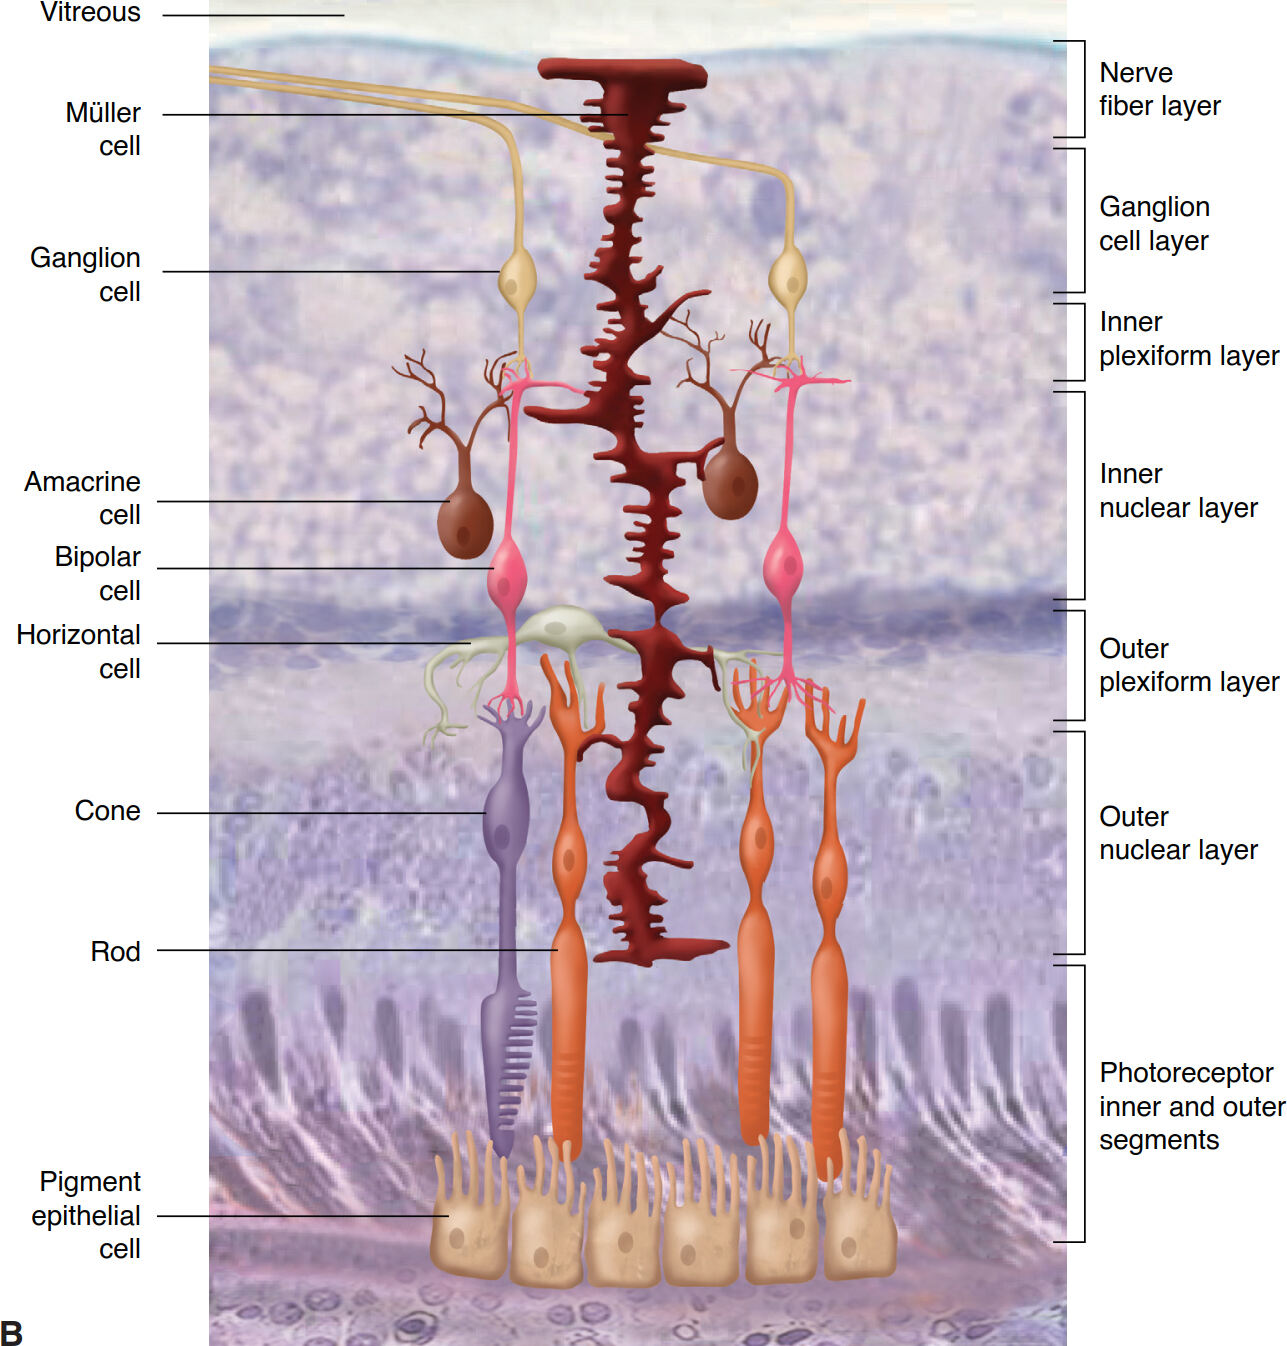 Vitreous
Müller
cell
Ganglion
cell
Amacrine
cell
Bipolar
cell
Horizontal
cell
Cone
Rod
Pigment
epithelial
cell
B
Nerve
fiber layer
Ganglion
cell layer
Inner
plexiform layer
Inner
nuclear layer
Outer
plexiform layer
Outer
nuclear layer
Photoreceptor
inner and outer
segments